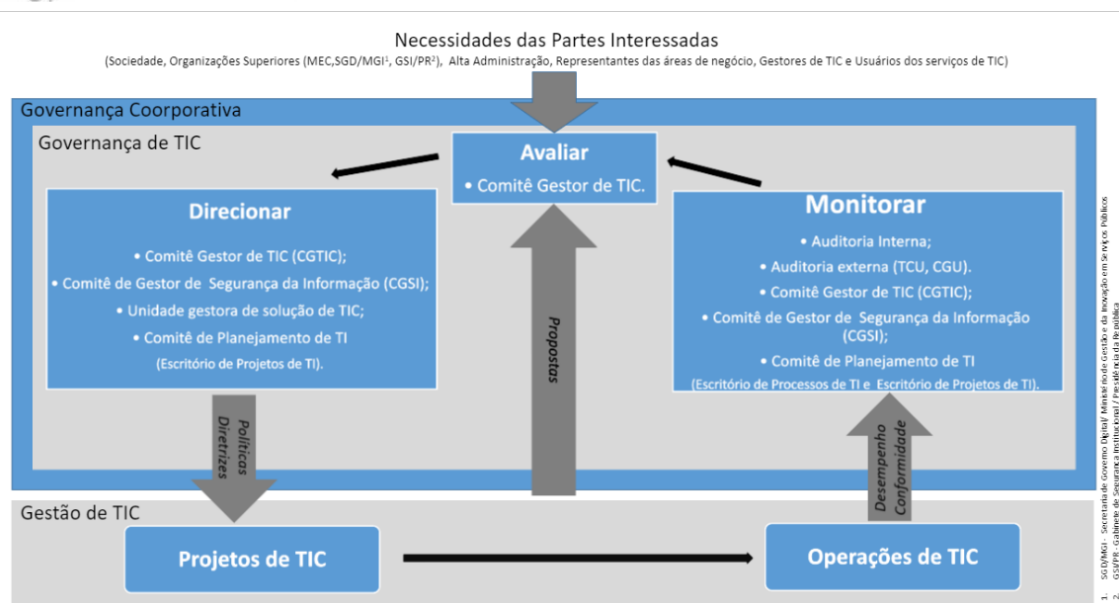 Necessidades das Partes Interessadas
(Sociedade, Organizações Superiores (MEC,SGD/MGI¹, GSI/PR²), Alta Administração, Representantes das áreas de negócio, Gestores de TIC e Usuários dos serviços de TIC)
Governança Coorporativa
Governança de TIC
Avaliar
• Comitê Gestor de TIC.
Direcionar
• Comitê Gestor de TIC (CGTIC);
• Comitê de Gestor de Segurança da Informação (CGSI);
• Unidade gestora de solução de TIC;
• Comitê de Planejamento de TI
(Escritório de Projetos de TI).
Monitorar
• Auditoria Interna;
• Auditoria externa (TCU, CGU).
• Comitê Gestor de TIC (CGTIC);
• Comitê de Gestor de Segurança da Informação
(CGSI);
• Comitê de Planejamento de TI
(Escritório de Processos de TI e Escritório de Projetos de TI).
Políticas
Diretrizes
Propostas
Desempenho
Conformidade
Gestão de TIC
Projetos de TIC
Operações de TIC
1. SGD/MGI - Secretaria de Governo Digital/ Ministério de Gestão e da Inovação em Serviços Públicos
2. GSI/PR - Gabinete de Segurança Institucional / Presidência da República